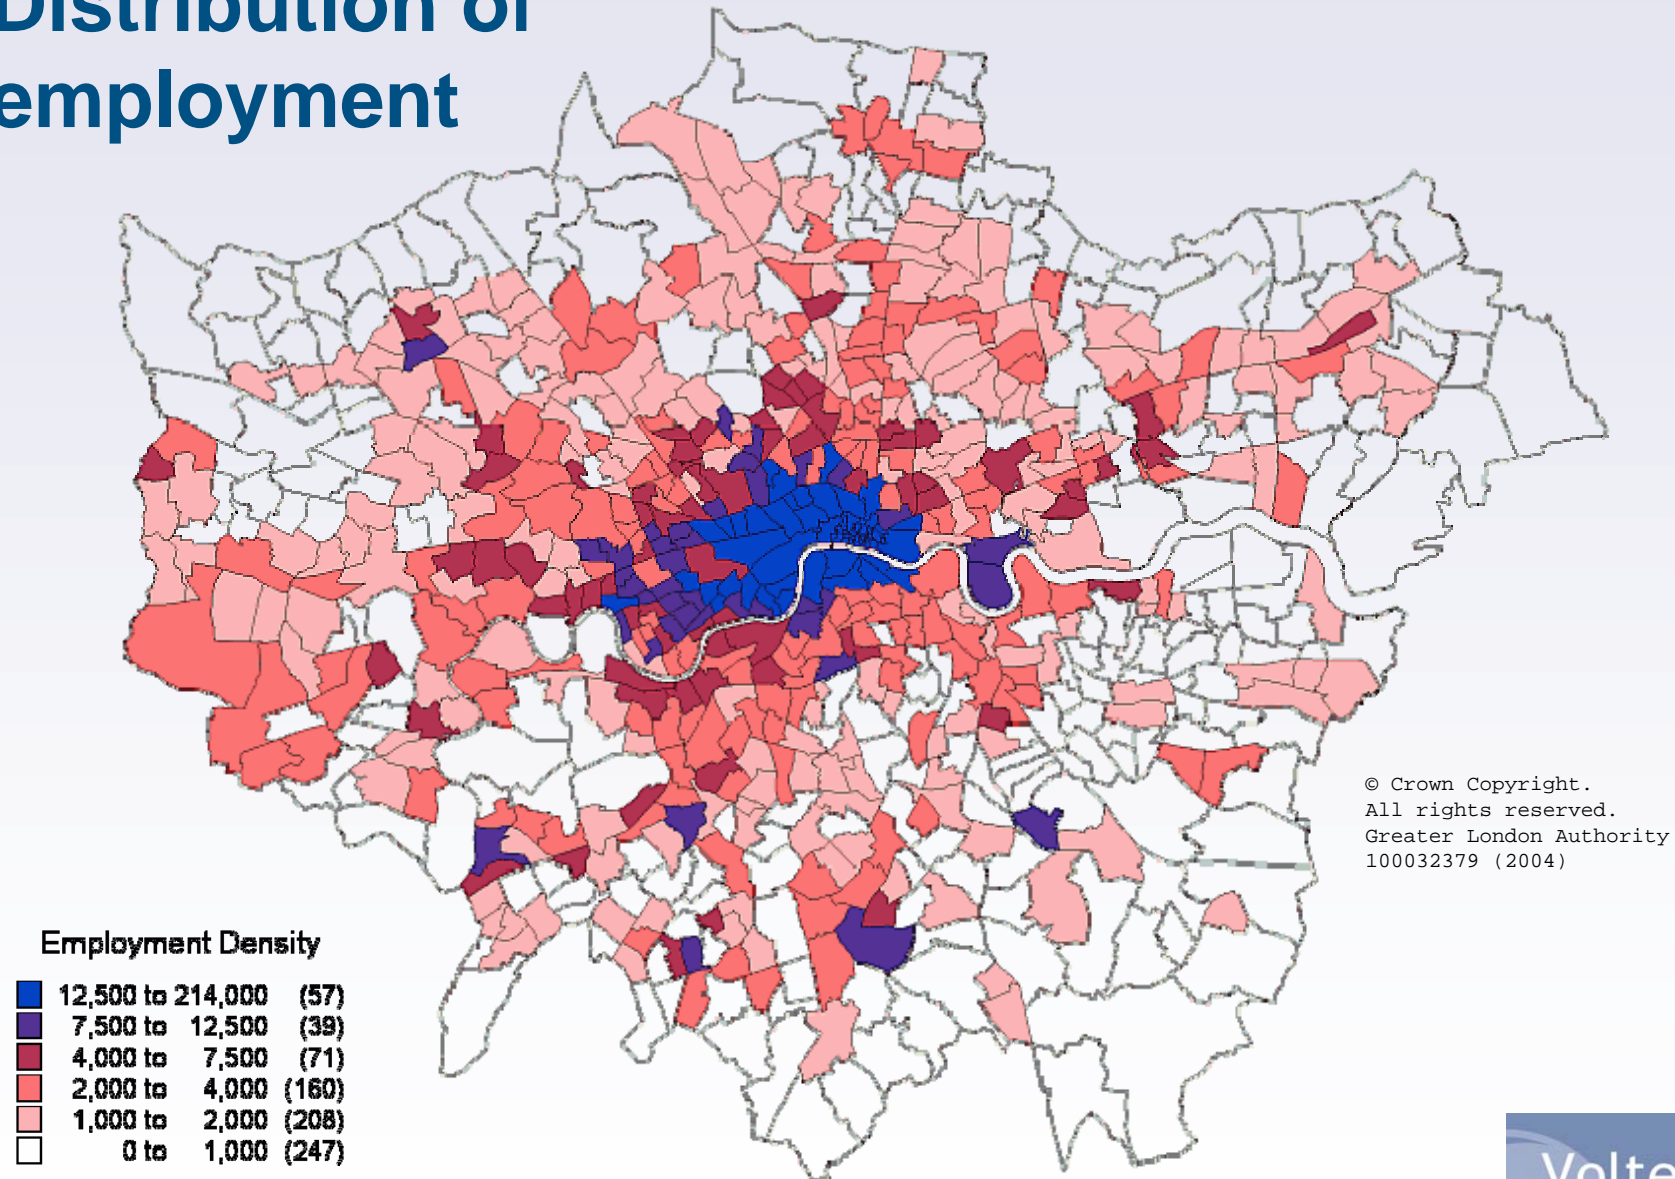 Distribution of
employment
© Crown Copyright.
All rights reserved.
Greater London Authority
100032379 (2004)
Employment Density
12,500 to 214,000 (57)
7,500 to 12,500 (39)
4,000 to 7,500 (71)
2,000 to 4,000 (160)
1,000 to 2,000 (208)
0 to 1,000 (247)
Volte